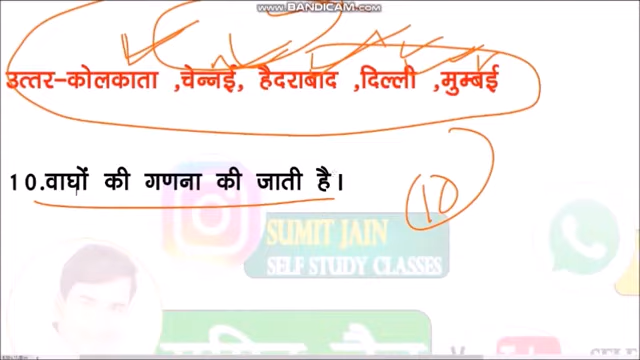 www.BANDICAM.com
उत्तर-कोलकाता ,चेन्नई, हैदराबाद ,दिल्ली ,मुम्बई
10.वाघों की गणना की जाती है।
10
SUMIT JAIN
SELF STUDY CLASSES